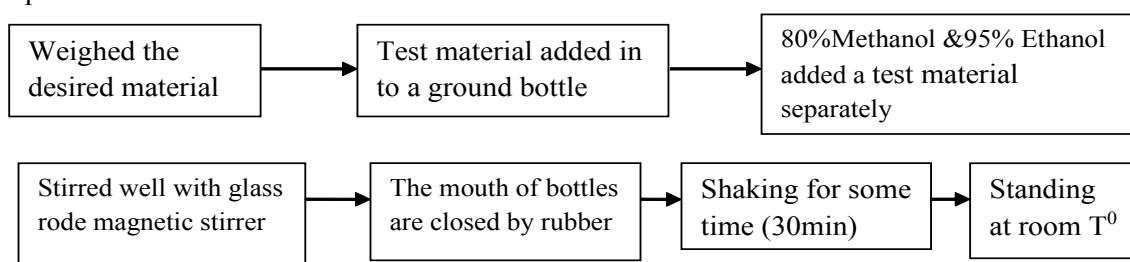 Weighed the
desired material
Test material added in
to a ground bottle
80%Methanol &95% Ethanol
added a test material
separately
Stirred well with glass
rode magnetic stirrer
The mouth of bottles
are closed by rubber
Shaking for some
time (30min)
Standing
at room T⁰